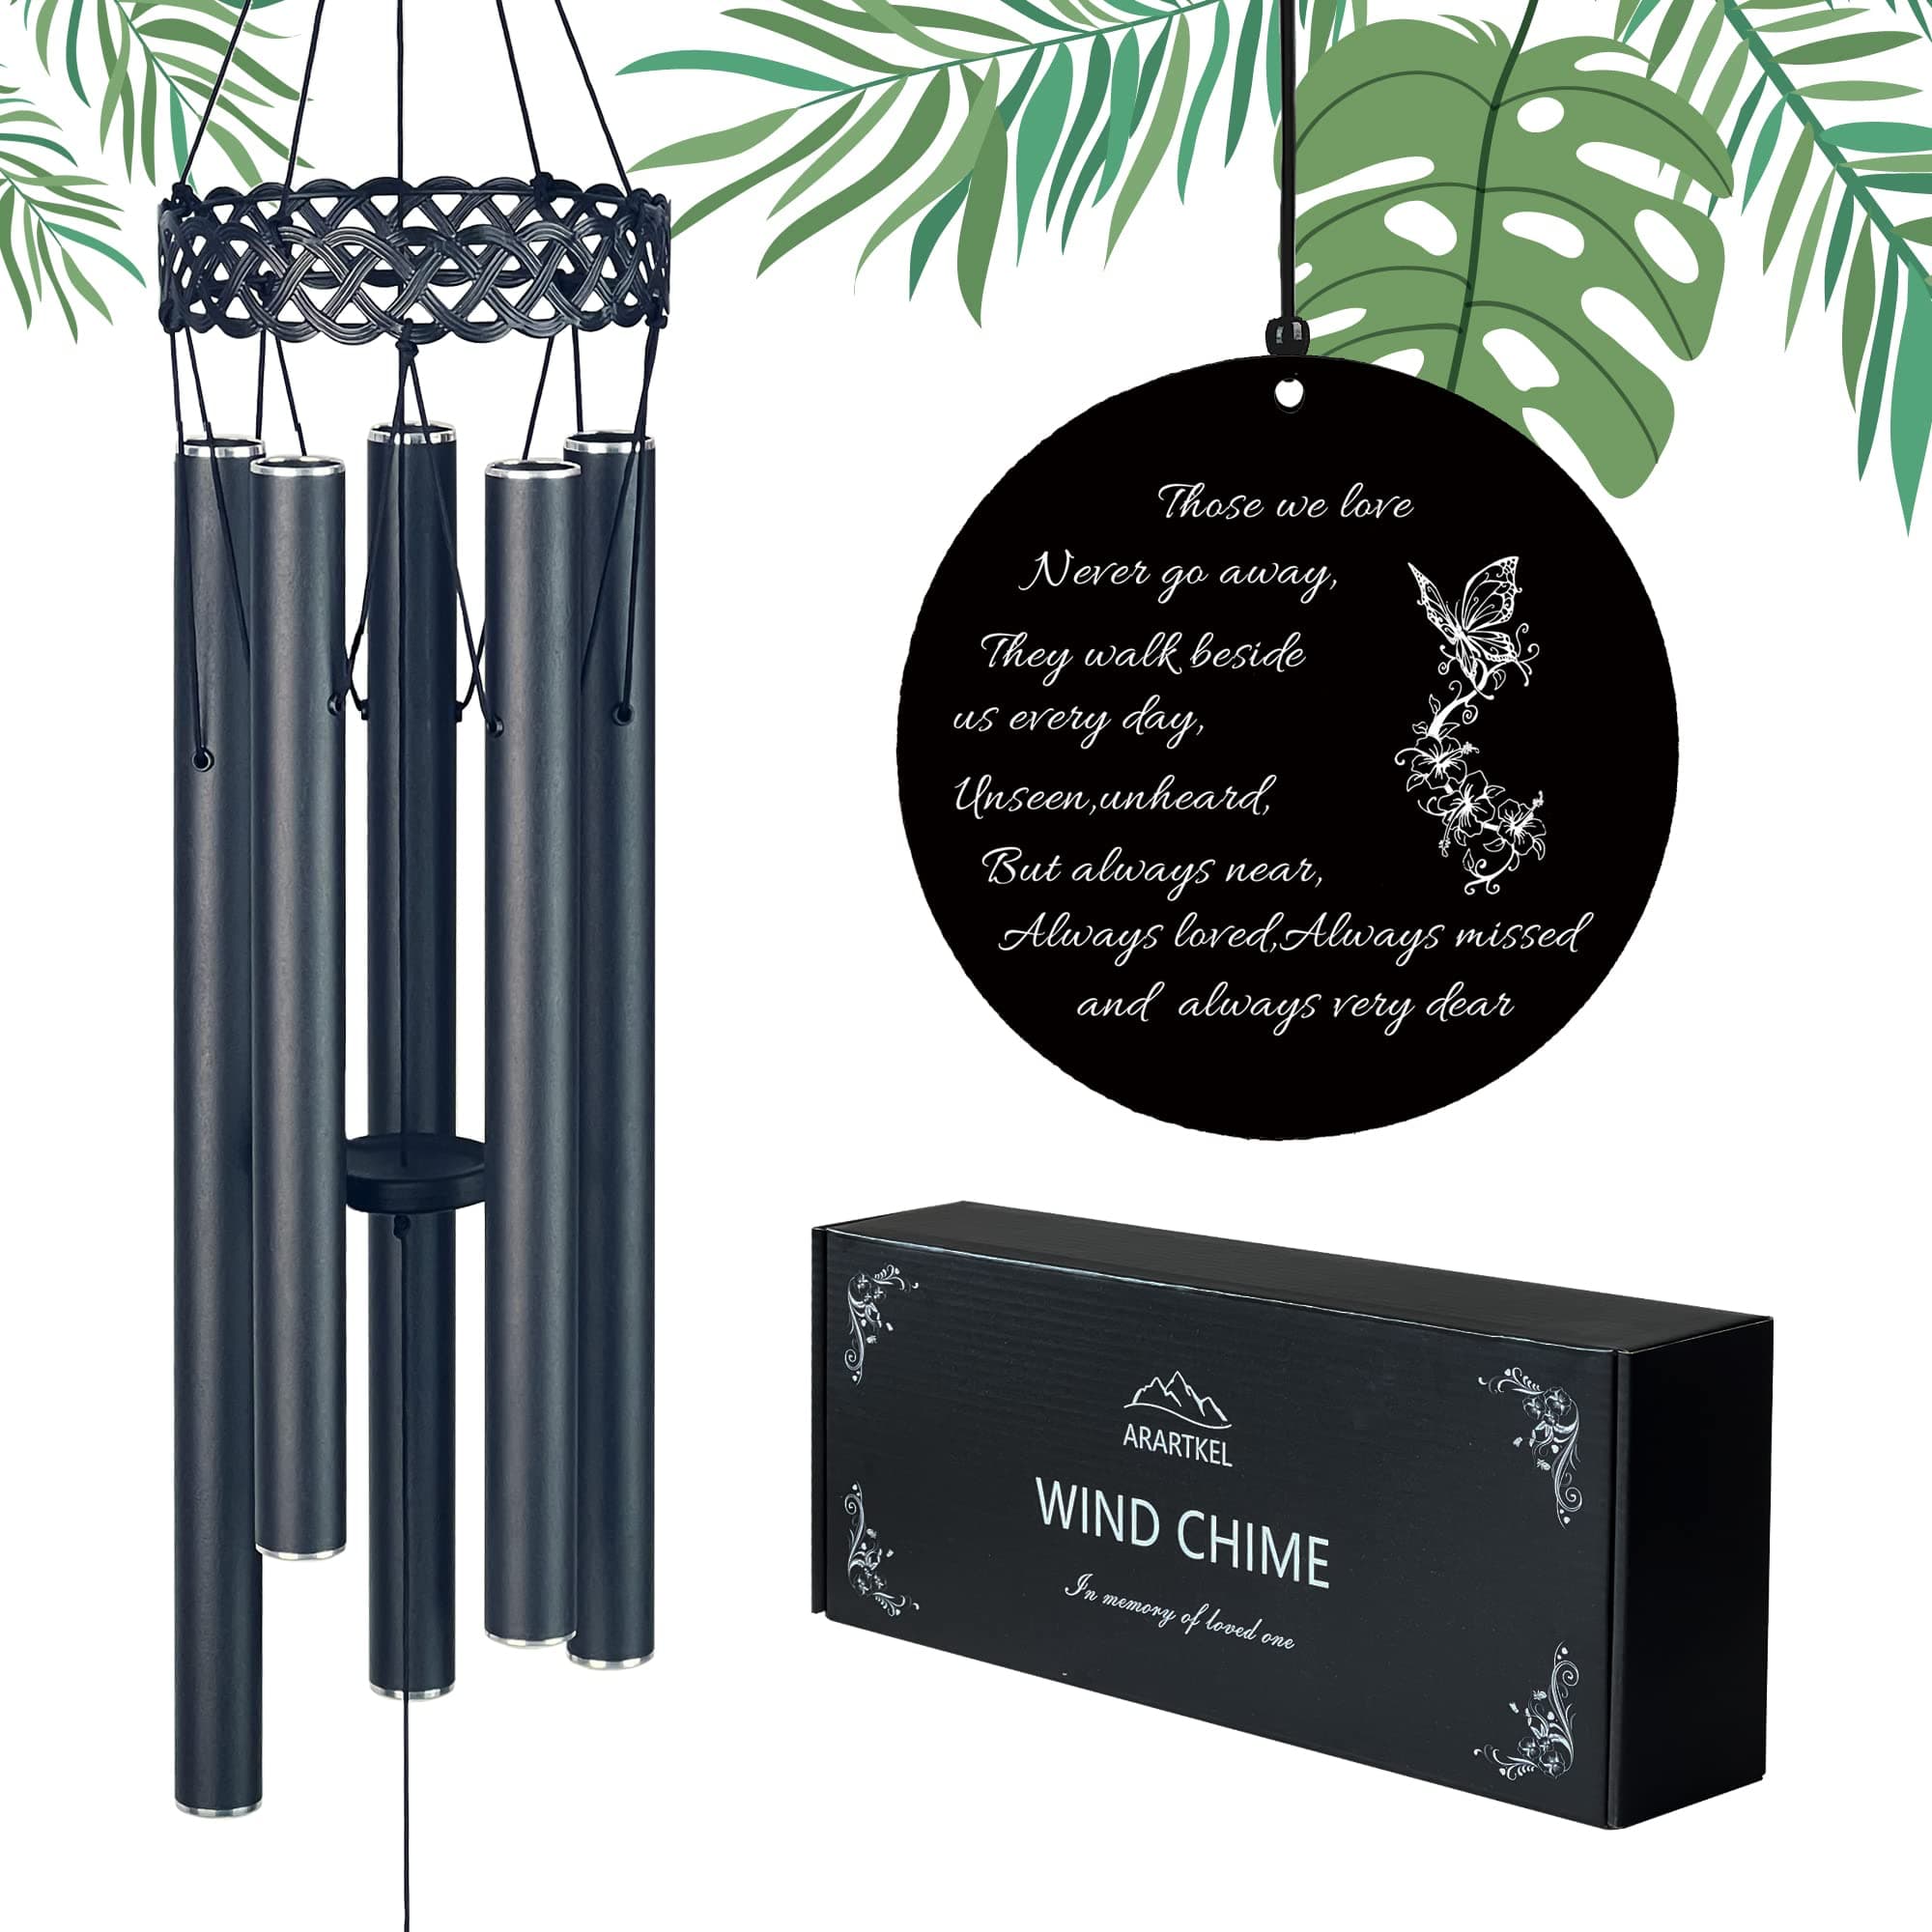 Those we love
Never go away,
They walk beside
us every day,
Unseen,unheard,
But always near,
Always loved,Always missed
and always very dear
ARARTKEL
WIND CHIME
In memory of loved one